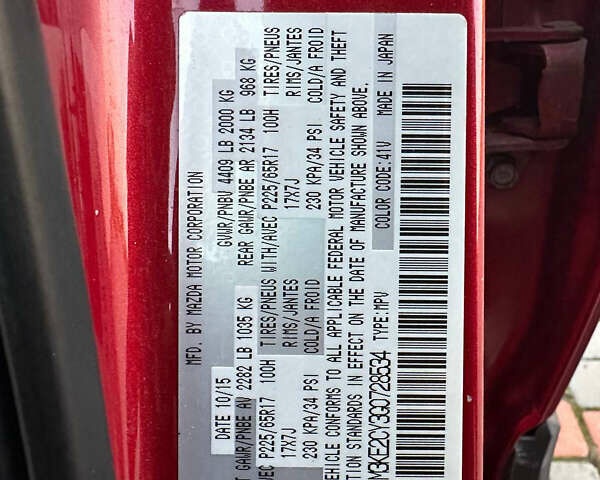 MFD. BY MAZDA MOTOR CORPORATION
DATE 10/15 GVWR/PNBV 4409 LB 2000 KG
GAWR/PNBE AV 2282 LB 1035 KG REAR GAWR/PNBE AR 2134 LB 968 KG
TIRES/PNEUS WITH/AVEC P225/65R17 100H TIRES/PNEUS
AVEC P225/65R17 100H
RIMS/JANTES 17X7J RIMS/JANTES
17X7J
COLD/A FROID 230 KPA/34 PSI COLD/A FROID
230 KPA/34 PSI
VEHICLE CONFORMS TO ALL APPLICABLE FEDERAL MOTOR VEHICLE SAFETY AND THEFT
STANDARDS IN EFFECT ON THE DATE OF MANUFACTURE SHOWN ABOVE.
TYPE:MPV COLOR CODE:41V MADE IN JAPAN
M3KE2CY3G0728534